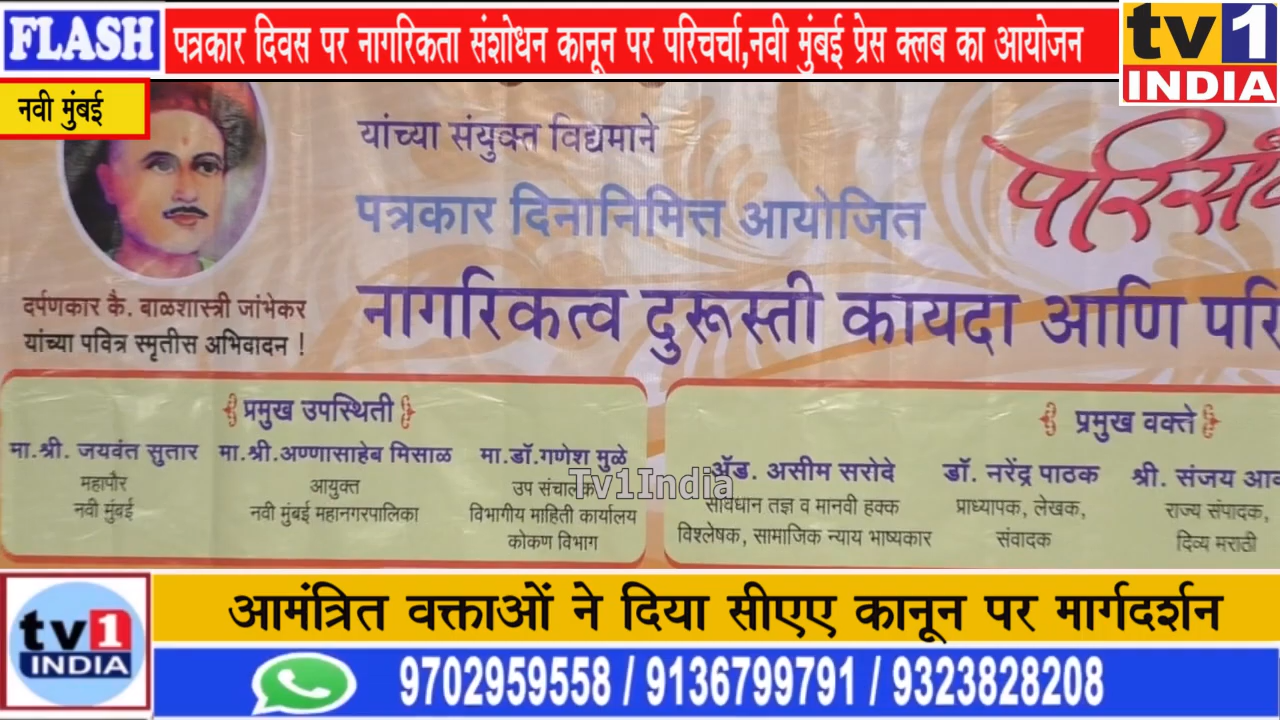 FLASH
पत्रकार दिवस पर नागरिकता संशोधन कानून पर परिचर्चा,नवी मुंबई प्रेस क्लब का आयोजन
tv1
INDIA
नवी मुंबई
यांच्या संयुक्त विद्यमाने
पत्रकार दिनानिमित्त आयोजित
नागरिकत्व दुरूस्ती कायदा आणि
दर्पणकार कै. बाळशास्त्री जांभेकर
यांच्या पवित्र स्मृतीस अभिवादन !
प्रमुख उपस्थिती
मा.श्री. जयवंत सुतार
महापौर
नवी मुंबई
मा.श्री.अण्णासाहेब मिसाळ
आयुक्त
नवी मुंबई महानगरपालिका
मा.डॉ.गणेश मुळे
उप संचालक
विभागीय माहिती कार्यालय
कोकण विभाग
Tv1India
प्रमुख वक्ते
ॲड. असीम सरोदे
संविधान तज्ञ व मानवी हक्क
विश्लेषक, सामाजिक न्याय भाष्यकार
डॉ. नरेंद्र पाठक
प्राध्यापक, लेखक,
संवादक
श्री. संजय
राज्य संपादक,
दिव्य मराठी
tv1
INDIA
आमंत्रित वक्ताओं ने दिया सीएए कानून पर मार्गदर्शन
9702959558 / 9136799791 / 9323828208